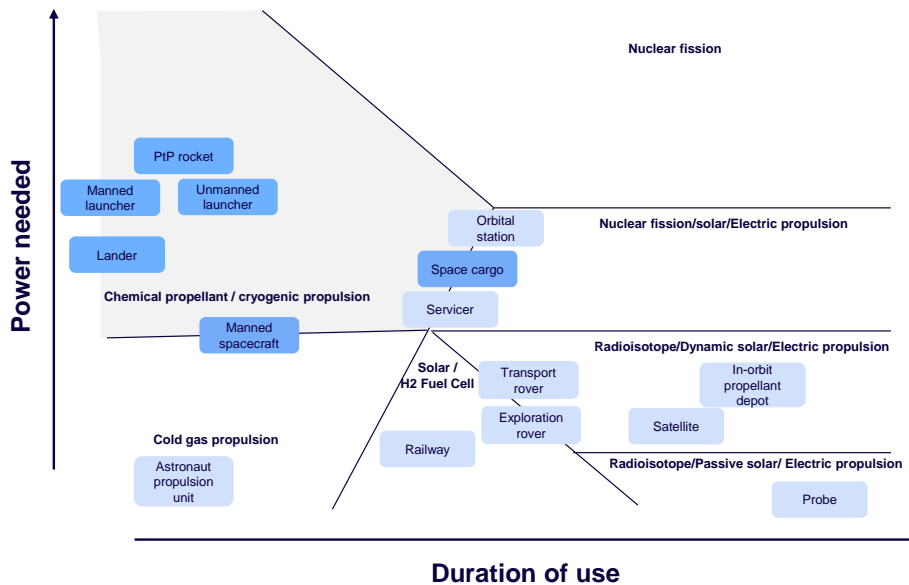 Nuclear fission
PtP rocket
Manned
launcher
Unmanned
launcher
Orbital
station
Nuclear fission/solar/Electric propulsion
Lander
Space cargo
Chemical propellant / cryogenic propulsion
Servicer
Manned
spacecraft
Radioisotope/Dynamic solar/Electric propulsion
Solar /
H2 Fuel Cell
Transport
rover
In-orbit
propellant
depot
Exploration
rover
Satellite
Cold gas propulsion
Railway
Radioisotope/Passive solar/ Electric propulsion
Astronaut
propulsion
unit
Probe
Power needed
Duration of use